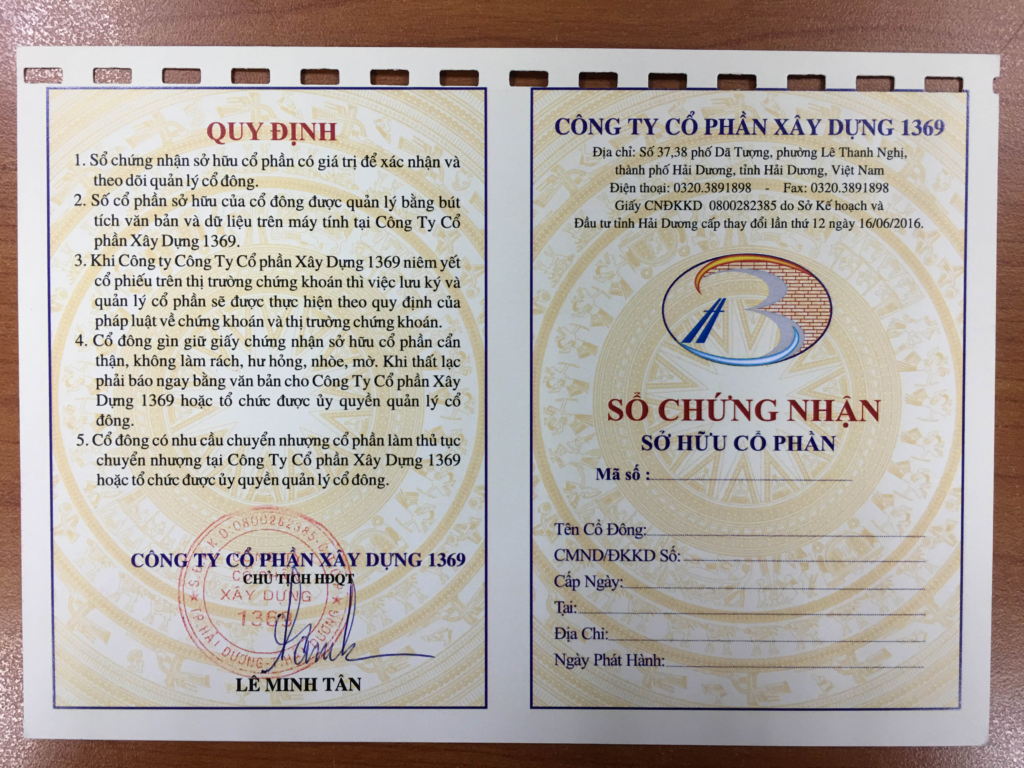 QUY ĐỊNH
1. Sổ chứng nhận sở hữu cổ phần có giá trị để xác nhận và
theo dõi quản lý cổ đông.
2. Số cổ phần sở hữu của cổ đông được quản lý bằng bút
tích văn bản và dữ liệu trên máy tính tại Công Ty Cổ
phần Xây Dựng 1369.
3. Khi Công ty Công Ty Cổ phần Xây Dựng 1369 niêm yết
cổ phiếu trên thị trường chứng khoán thì việc lưu ký và
quản lý cổ phần sẽ được thực hiện theo quy định của
pháp luật về chứng khoán và thị trường chứng khoán.
4. Cổ đông gìn giữ giấy chứng nhận sở hữu cổ phần cẩn
thận, không làm rách, hư hỏng, nhòe, mờ. Khi thất lạc
phải báo ngay bằng văn bản cho Công Ty Cổ phần Xây
Dựng 1369 hoặc tổ chức được ủy quyền quản lý cổ
đông.
5. Cổ đông có nhu cầu chuyển nhượng cổ phần làm thủ tục
chuyển nhượng tại Công Ty Cổ phần Xây Dựng 1369
hoặc tổ chức được ủy quyền quản lý cổ đông.
CÔNG TY CỔ PHẦN XÂY DỰNG 1369
CHỦ TỊCH HĐQT
XÂY DỰNG
1369
LÊ MINH TÂN
CÔNG TY CỔ PHẦN XÂY DỰNG 1369
Địa chỉ: Số 37,38 phố Dã Tượng, phường Lê Thanh Nghị,
thành phố Hải Dương, tỉnh Hải Dương, Việt Nam
Điện thoại: 0320.3891898 - Fax: 0320.3891898
Giấy CNĐKKD 0800282385 do Sở Kế hoạch và
Đầu tư tỉnh Hải Dương cấp thay đổi lần thứ 12 ngày 16/06/2016.
SỔ CHỨNG NHẬN
SỞ HỮU CỔ PHẦN
Mã số :
Tên Cổ Đông:
CMND/ĐKKD Số:
Cấp Ngày:
Tại:
Địa Chỉ:
Ngày Phát Hành: